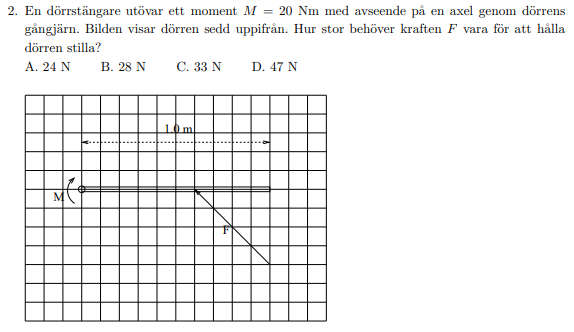 2. En dörrstängare utövar ett moment M = 20 Nm med avseende på en axel genom dörrens
gångjärn. Bilden visar dörren sedd uppifrån. Hur stor behöver kraften F vara för att hålla
dörren stilla?
A. 24 N B. 28 N C. 33 N D. 47 N
1.0 m
M
F